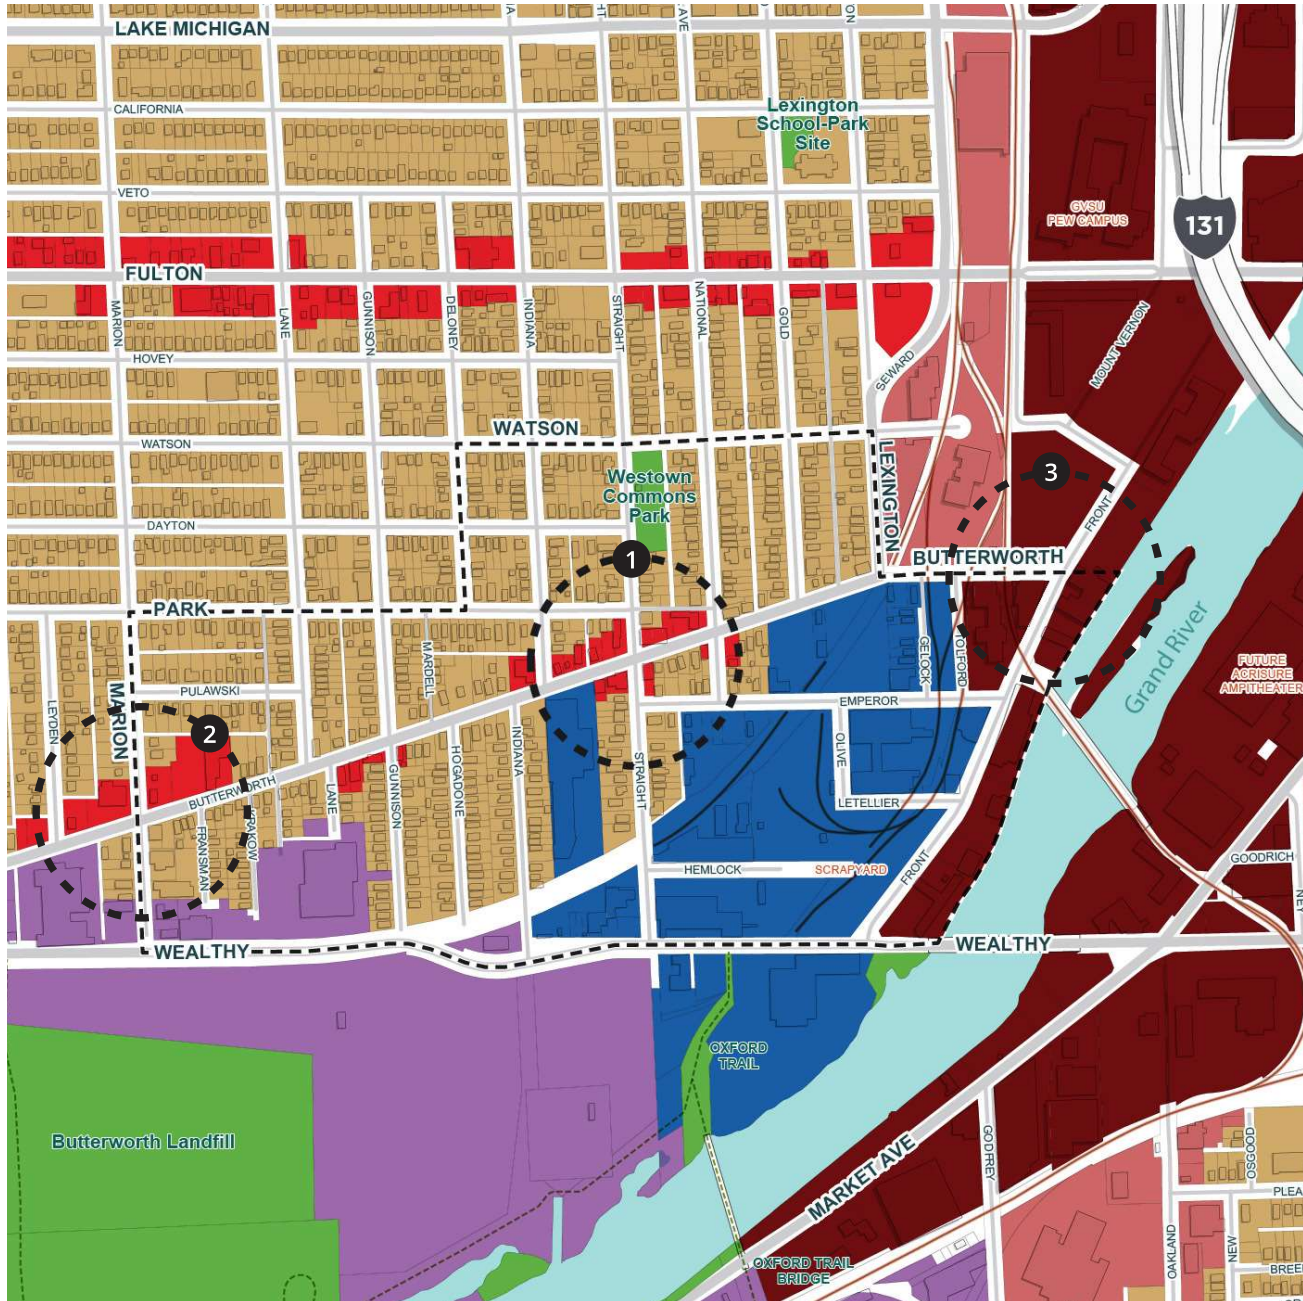 LAKE MICHIGAN
CALIFORNIA
Lexington
School-Park
Site
VETO
GVSU
PEW CAMPUS
131
FULTON
MARION
LANE
GUNNISON
DELONEY
INDIANA
STRAIGHT
NATIONAL
GOLD
SEWARD
MOUNT VERNON
HOVEY
WATSON
WATSON
LEXINGTON
Westown
Commons
Park
3
FRONT
DAYTON
1
BUTTERWORTH
PARK
MARDELL
GELOCK
TOLFORD
Grand River
FUTURE
ACRISURE
AMPITHEATER
PULAWSKI
MARION
LEYDEN
2
EMPEROR
OLIVE
BUTTERWORTH
LANE
GUNNISON
HOGADONE
INDIANA
STRAIGHT
LETELLIER
FRANSMAN
KRAKOW
HEMLOCK
SCRAPYARD
FRONT
GOODRICH
WEALTHY
WEALTHY
OXFORD
TRAIL
Butterworth Landfill
GODFREY
MARKET AVE
OSGOOD
OAKLAND
NEW
OXFORD TRAIL
BRIDGE